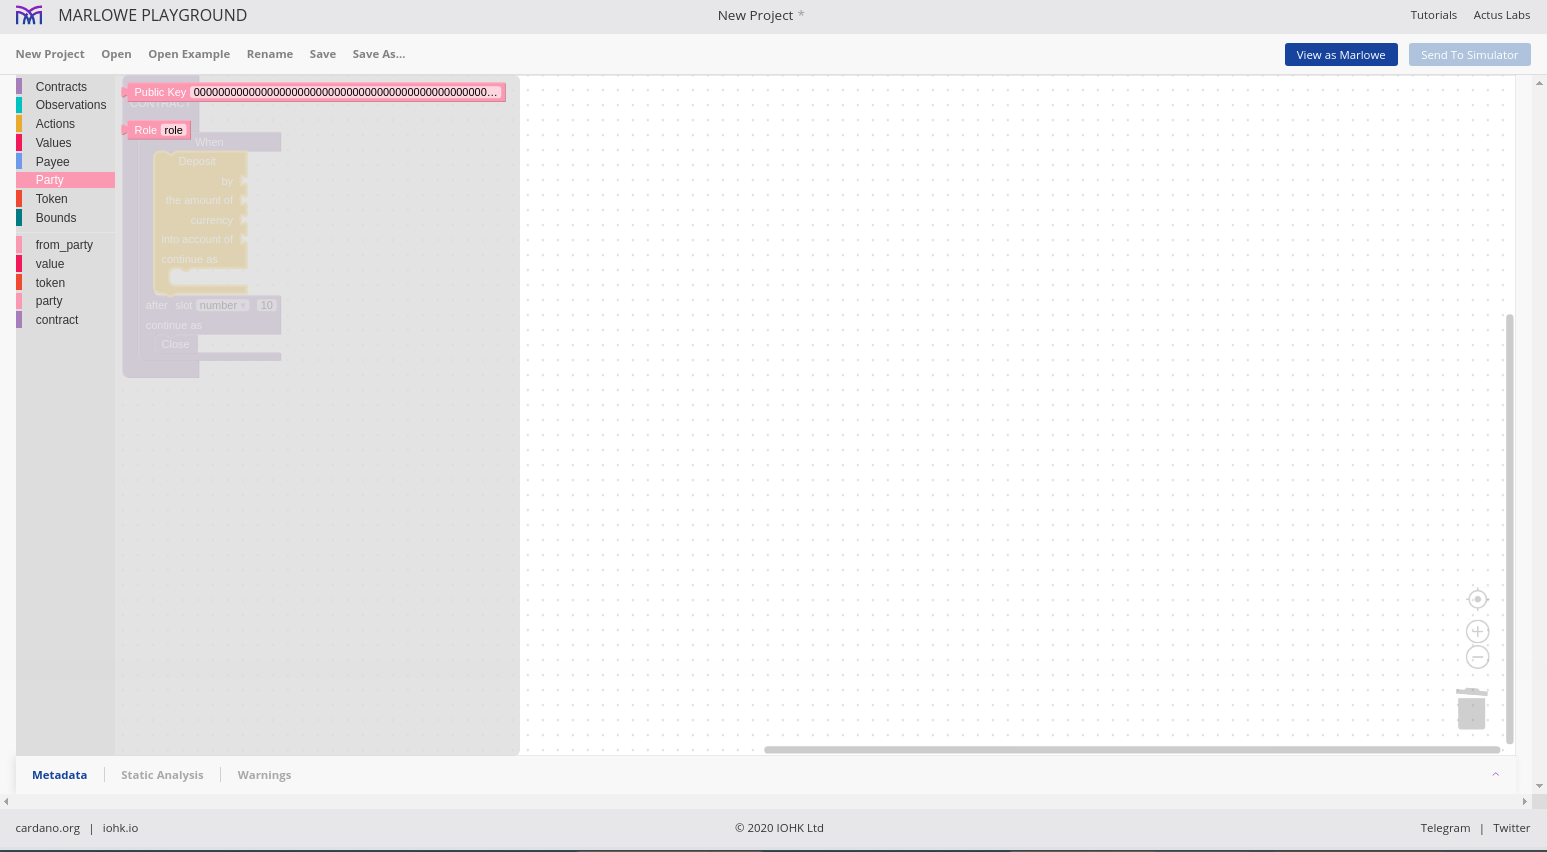 MARLOWE PLAYGROUND
New Project *
Tutorials
Actus Labs
New Project
Open
Open Example
Rename
Save
Save As...
View as Marlowe
Send To Simulator
Contracts
Observations
Actions
Values
Payee
Party
Token
Bounds
from_party
value
token
party
contract
Public Key 00000000000000000000000000000000000000000000000000…
CONTRACT
Role role
When
Deposit
by
the amount of
currency
into account of
continue as
after slot number 10
continue as
Close
Metadata
Static Analysis
Warnings
cardano.org | iohk.io
© 2020 IOHK Ltd
Telegram | Twitter